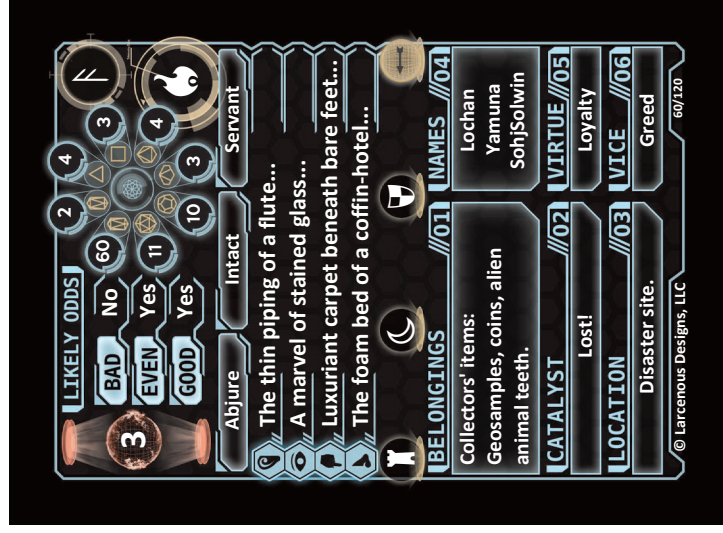 LIKELY ODDS
3
BAD No
EVEN Yes
GOOD Yes
2
4
3
4
3
10
11
60
Abjure
Intact
Servant
The thin piping of a flute...
A marvel of stained glass...
Luxuriant carpet beneath bare feet...
The foam bed of a coffin-hotel...
BELONGINGS //01
Collectors' items:
Geosamples, coins, alien
animal teeth.
CATALYST //02
Lost!
LOCATION //03
Disaster site.
NAMES //04
Lochan
Yamuna
SohjSolwin
VIRTUE //05
Loyalty
VICE //06
Greed
© Larcenous Designs, LLC
60/120